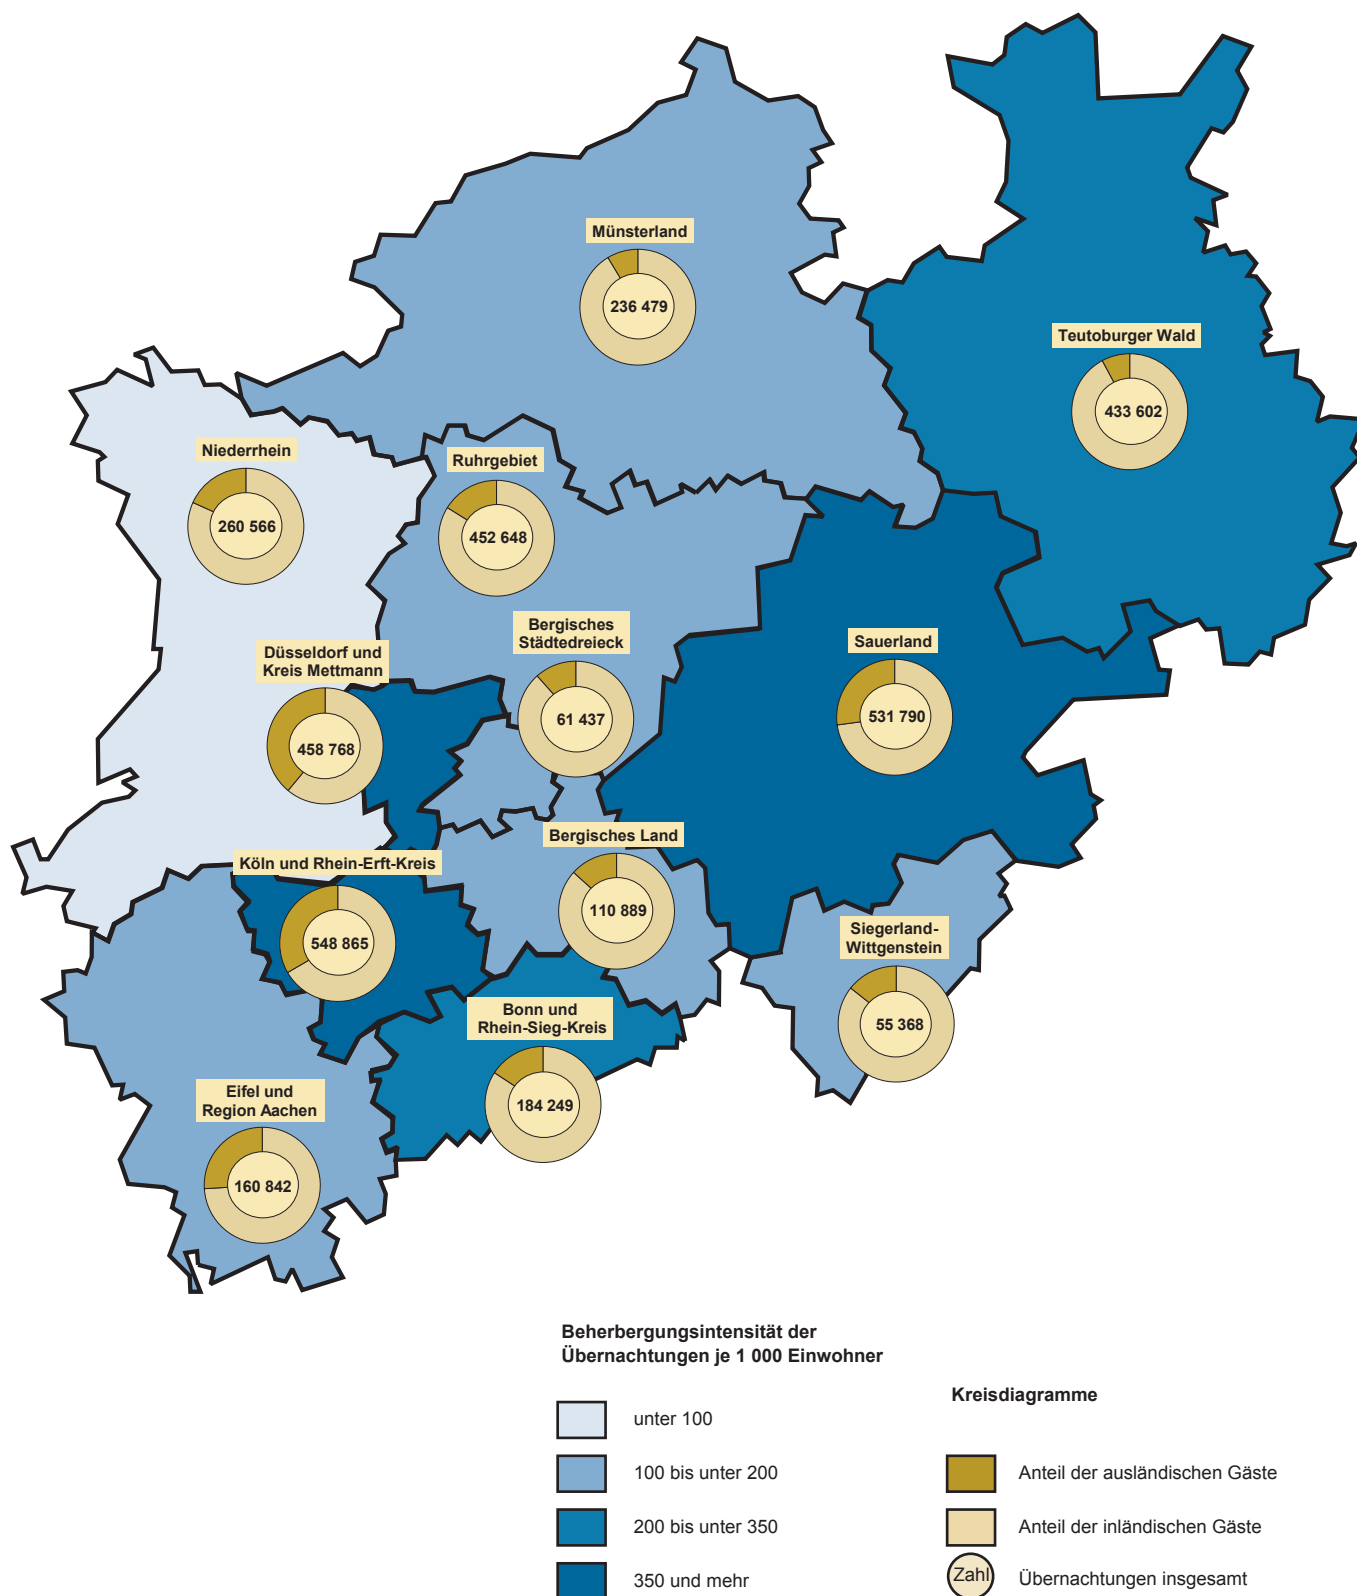 Münsterland
236 479
Teutoburger Wald
433 602
Niederrhein
260 566
Ruhrgebiet
452 648
Bergisches
Städtedreieck
61 437
Düsseldorf und
Kreis Mettmann
458 768
Sauerland
531 790
Bergisches Land
110 889
Köln und Rhein-Erft-Kreis
548 865
Siegerland-
Wittgenstein
55 368
Bonn und
Rhein-Sieg-Kreis
184 249
Eifel und
Region Aachen
160 842
Beherbergungsintensität der
Übernachtungen je 1 000 Einwohner
unter 100
100 bis unter 200
200 bis unter 350
350 und mehr
Kreisdiagramme
Anteil der ausländischen Gäste
Anteil der inländischen Gäste
Zahl
Übernachtungen insgesamt